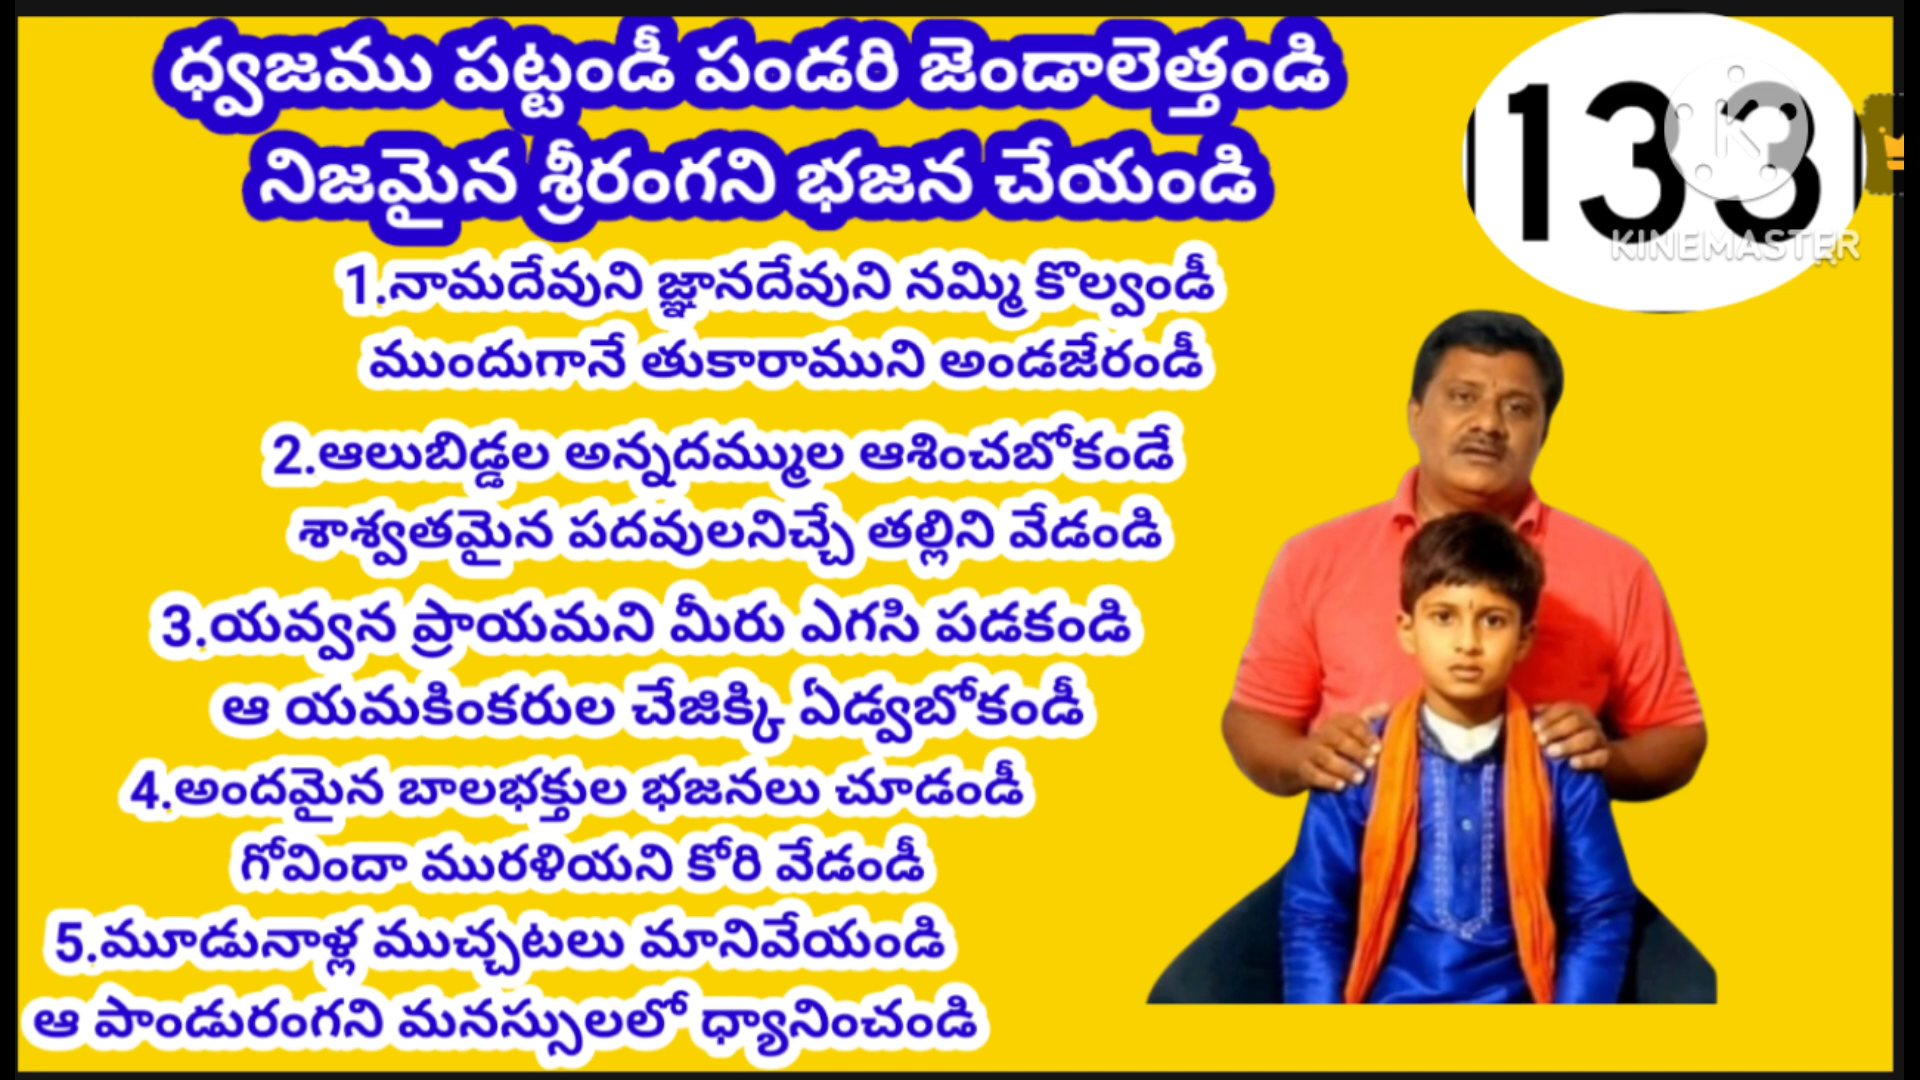 ధ్వజము పట్టండీ పండరి జెండాలెత్తండి
నిజమైన శ్రీరంగని భజన చేయండి
133
KINEMASTER
1.నామదేవుని జ్ఞానదేవుని నమ్మి కొల్వండీ
ముందుగానే తుకారాముని అండజేరండీ
2.ఆలుబిడ్డల అన్నదమ్ముల ఆశించబోకండే
శాశ్వతమైన పదవులనిచ్చే తల్లిని వేడండి
3.యవ్వన ప్రాయమని మీరు ఎగసి పడకండి
ఆ యమకింకరుల చేజిక్కి ఏడ్వబోకండీ
4.అందమైన బాలభక్తుల భజనలు చూడండీ
గోవిందా మురళియని కోరి వేడండీ
5.మూడునాళ్ల ముచ్చటలు మానివేయండి
ఆ పాండురంగని మనస్సులలో ధ్యానించండి